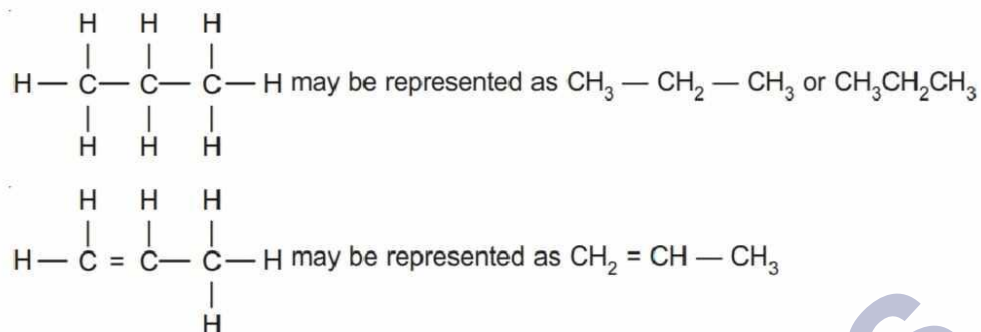 H H H
| | |
H — C — C — C — H may be represented as CH₃ — CH₂ — CH₃ or CH₃CH₂CH₃
| | |
H H H
H H H
| | |
H — C = C — C — H may be represented as CH₂ = CH — CH₃
|
H